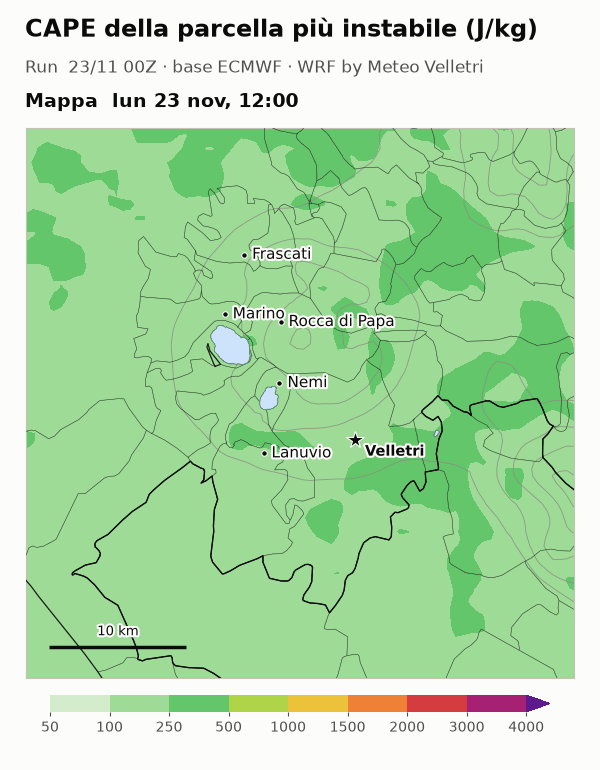 CAPE della parcella più instabile (J/kg)
Run  23/11 00Z · base ECMWF · WRF by Meteo Velletri
Mappa  lun 23 nov, 12:00
Frascati
Marino
Rocca di Papa
Nemi
Velletri
Lanuvio
10 km
50 100 250 500 1000 1500 2000 3000 4000